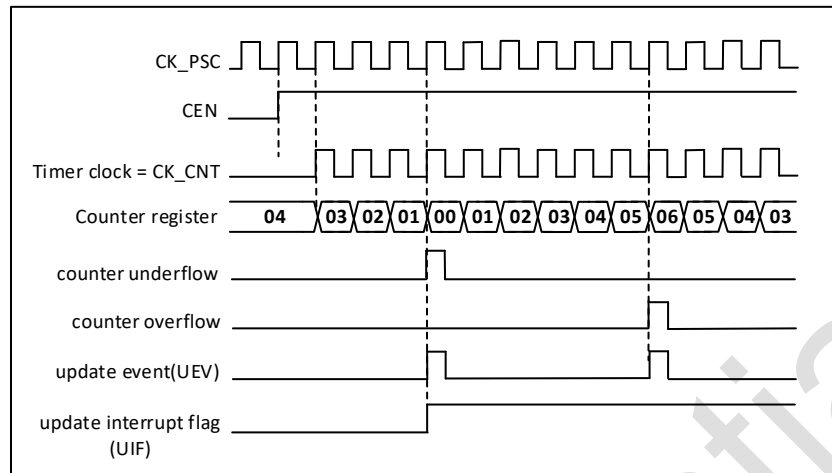 CK_PSC
CEN
Timer clock = CK_CNT
Counter register 04 03 02 01 00 01 02 03 04 05 06 05 04 03
counter underflow
counter overflow
update event(UEV)
update interrupt flag
(UIF)